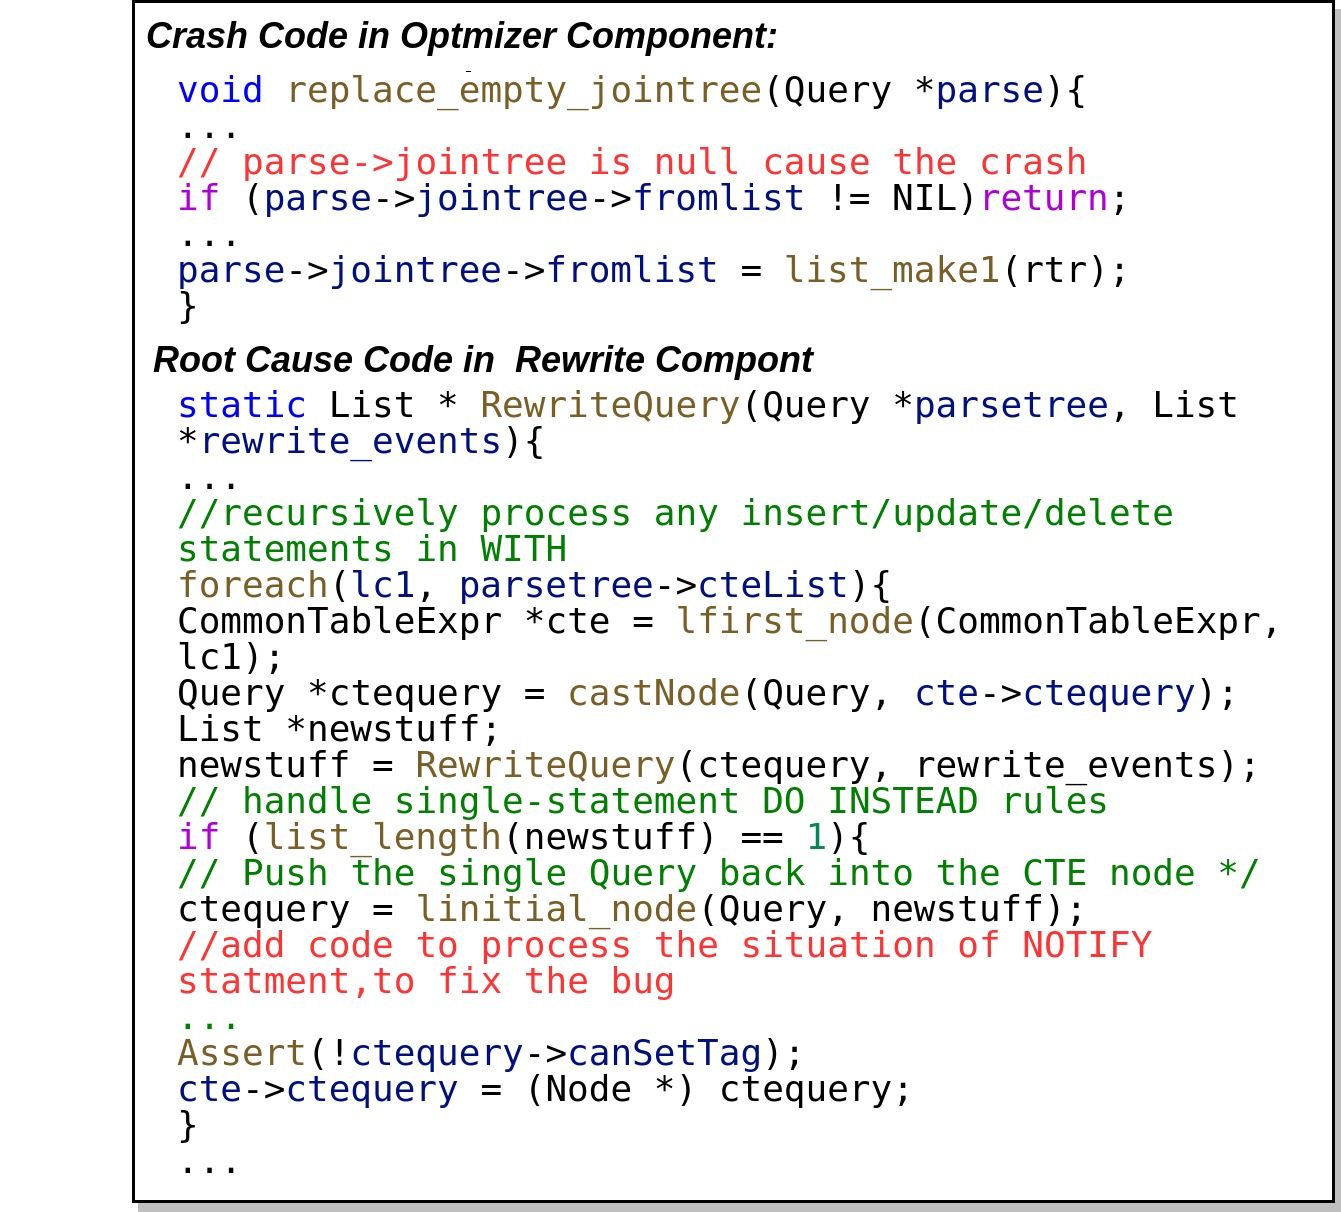 Crash Code in Optmizer Component:
void replace_empty_jointree(Query *parse){
...
// parse->jointree is null cause the crash
if (parse->jointree->fromlist != NIL)return;
...
parse->jointree->fromlist = list_make1(rtr);
}
Root Cause Code in  Rewrite Compont
static List * RewriteQuery(Query *parsetree, List
*rewrite_events){
...
//recursively process any insert/update/delete
statements in WITH
foreach(lc1, parsetree->cteList){
CommonTableExpr *cte = lfirst_node(CommonTableExpr,
lc1);
Query *ctequery = castNode(Query, cte->ctequery);
List *newstuff;
newstuff = RewriteQuery(ctequery, rewrite_events);
// handle single-statement DO INSTEAD rules
if (list_length(newstuff) == 1){
// Push the single Query back into the CTE node */
ctequery = linitial_node(Query, newstuff);
//add code to process the situation of NOTIFY
statment,to fix the bug
...
Assert(!ctequery->canSetTag);
cte->ctequery = (Node *) ctequery;
}
...